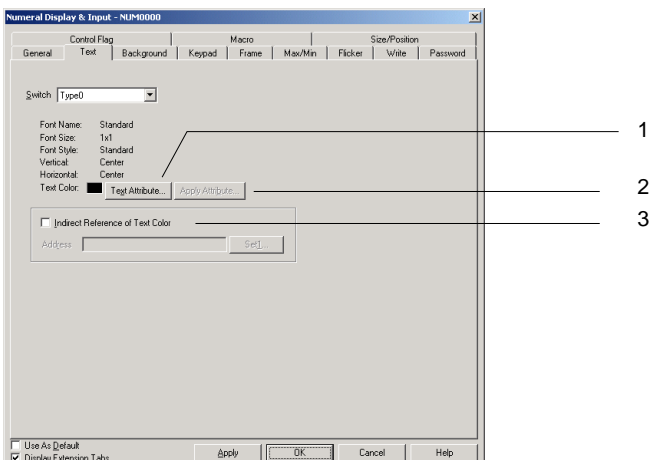 Numeral Display & Input - NUM0000
Control Flag Macro Size/Position
General Text Background Keypad Frame Max/Min Flicker Write Password
Switch Type0
Font Name: Standard
Font Size: 1x1
Font Style: Standard
Vertical: Center
Horizontal: Center
Text Color: Text Attribute... Apply Attribute...
Indirect Reference of Text Color
Address Set1...
Use As Default
Display Extension Tabs
Apply OK Cancel Help
1
2
3